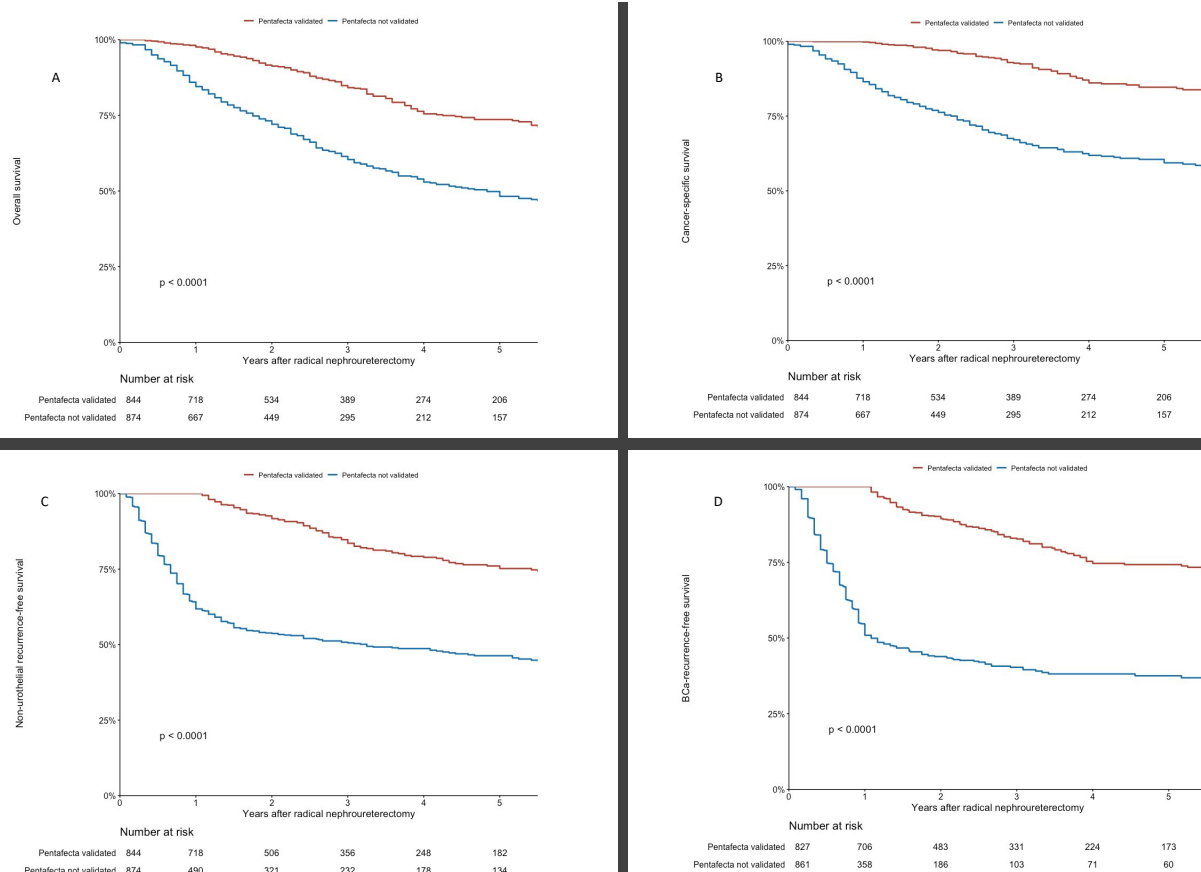 Pentafecta validated Pentafecta not validated
A
Overall survival
100%
75%
50%
25%
0%
p < 0.0001
0 1 2 3 4 5
Years after radical nephroureterectomy
Number at risk
Pentafecta validated 844 718 534 389 274 206
Pentafecta not validated 874 667 449 295 212 157
Pentafecta validated Pentafecta not validated
B
Cancer-specific survival
100%
75%
50%
25%
0%
p < 0.0001
0 1 2 3 4 5
Years after radical nephroureterectomy
Number at risk
Pentafecta validated 844 718 534 389 274 206
Pentafecta not validated 874 667 449 295 212 157
Pentafecta validated Pentafecta not validated
C
Non-urothelial recurrence-free survival
100%
75%
50%
25%
0%
p < 0.0001
0 1 2 3 4 5
Years after radical nephroureterectomy
Number at risk
Pentafecta validated 844 718 506 356 248 182
Pentafecta not validated 874 490 321 232 178 134
Pentafecta validated Pentafecta not validated
D
BCa-recurrence-free survival
100%
75%
50%
25%
0%
p < 0.0001
0 1 2 3 4 5
Years after radical nephroureterectomy
Number at risk
Pentafecta validated 827 706 483 331 224 173
Pentafecta not validated 861 358 186 103 71 60